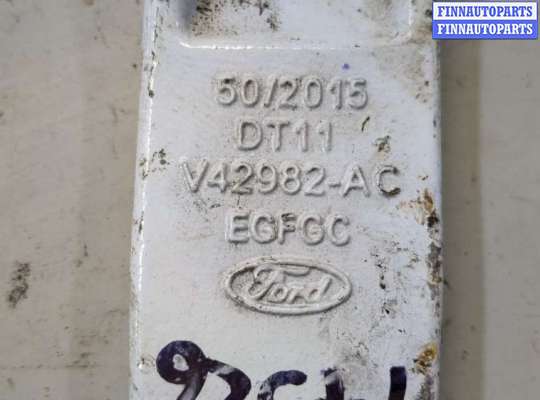 FINNAUTOPARTS
FINNAUTOPARTS
50/2015
DT11
V42982-AC
EGFGC
Ford